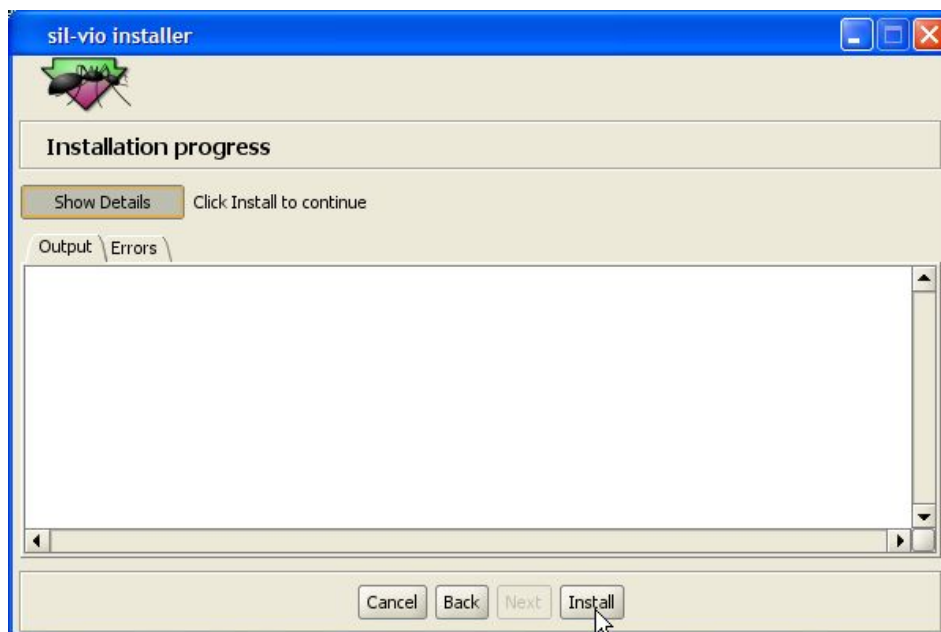 sil-vio installer
Installation progress
Show Details Click Install to continue
Output Errors
Cancel Back Next Install